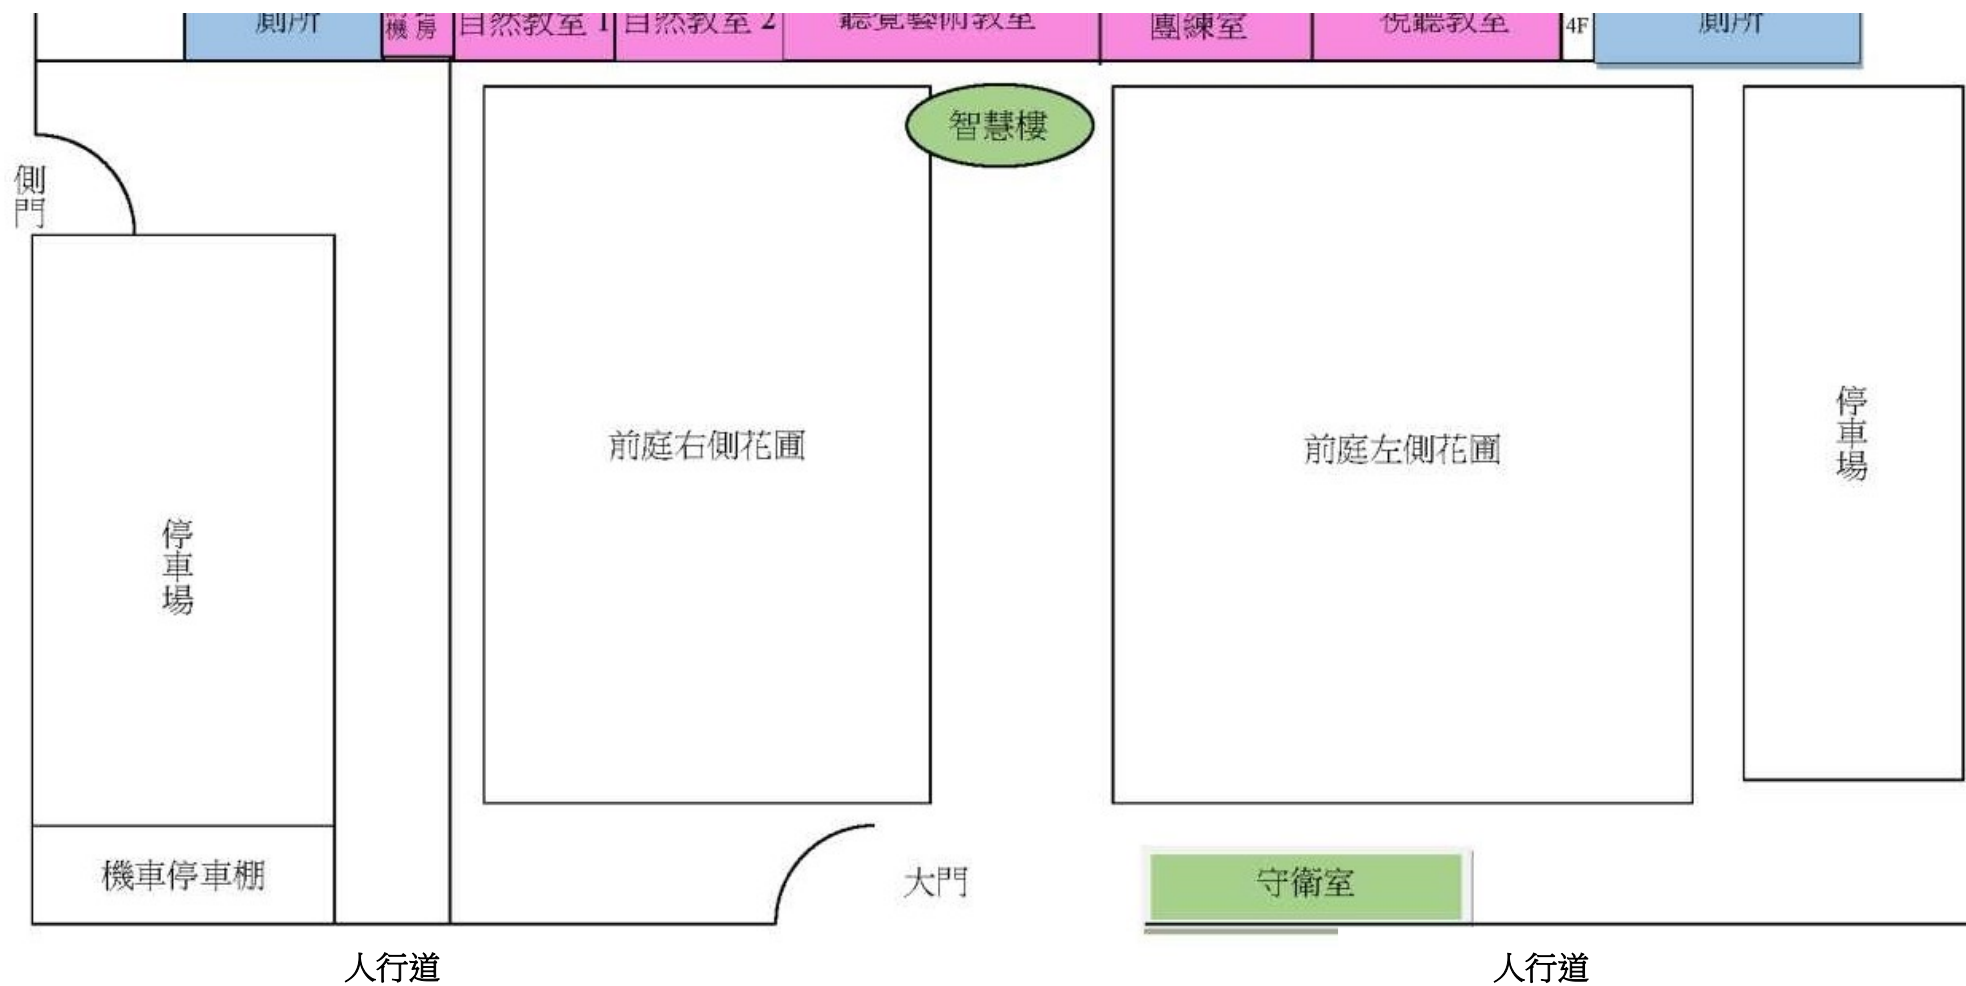 廁所
機房
自然教室 1
自然教室 2
聽覺藝術教室
團練室
視聽教室
4F
廁所
智慧樓
側門
前庭右側花圃
前庭左側花圃
停車場
停車場
機車停車棚
大門
守衛室
人行道
人行道